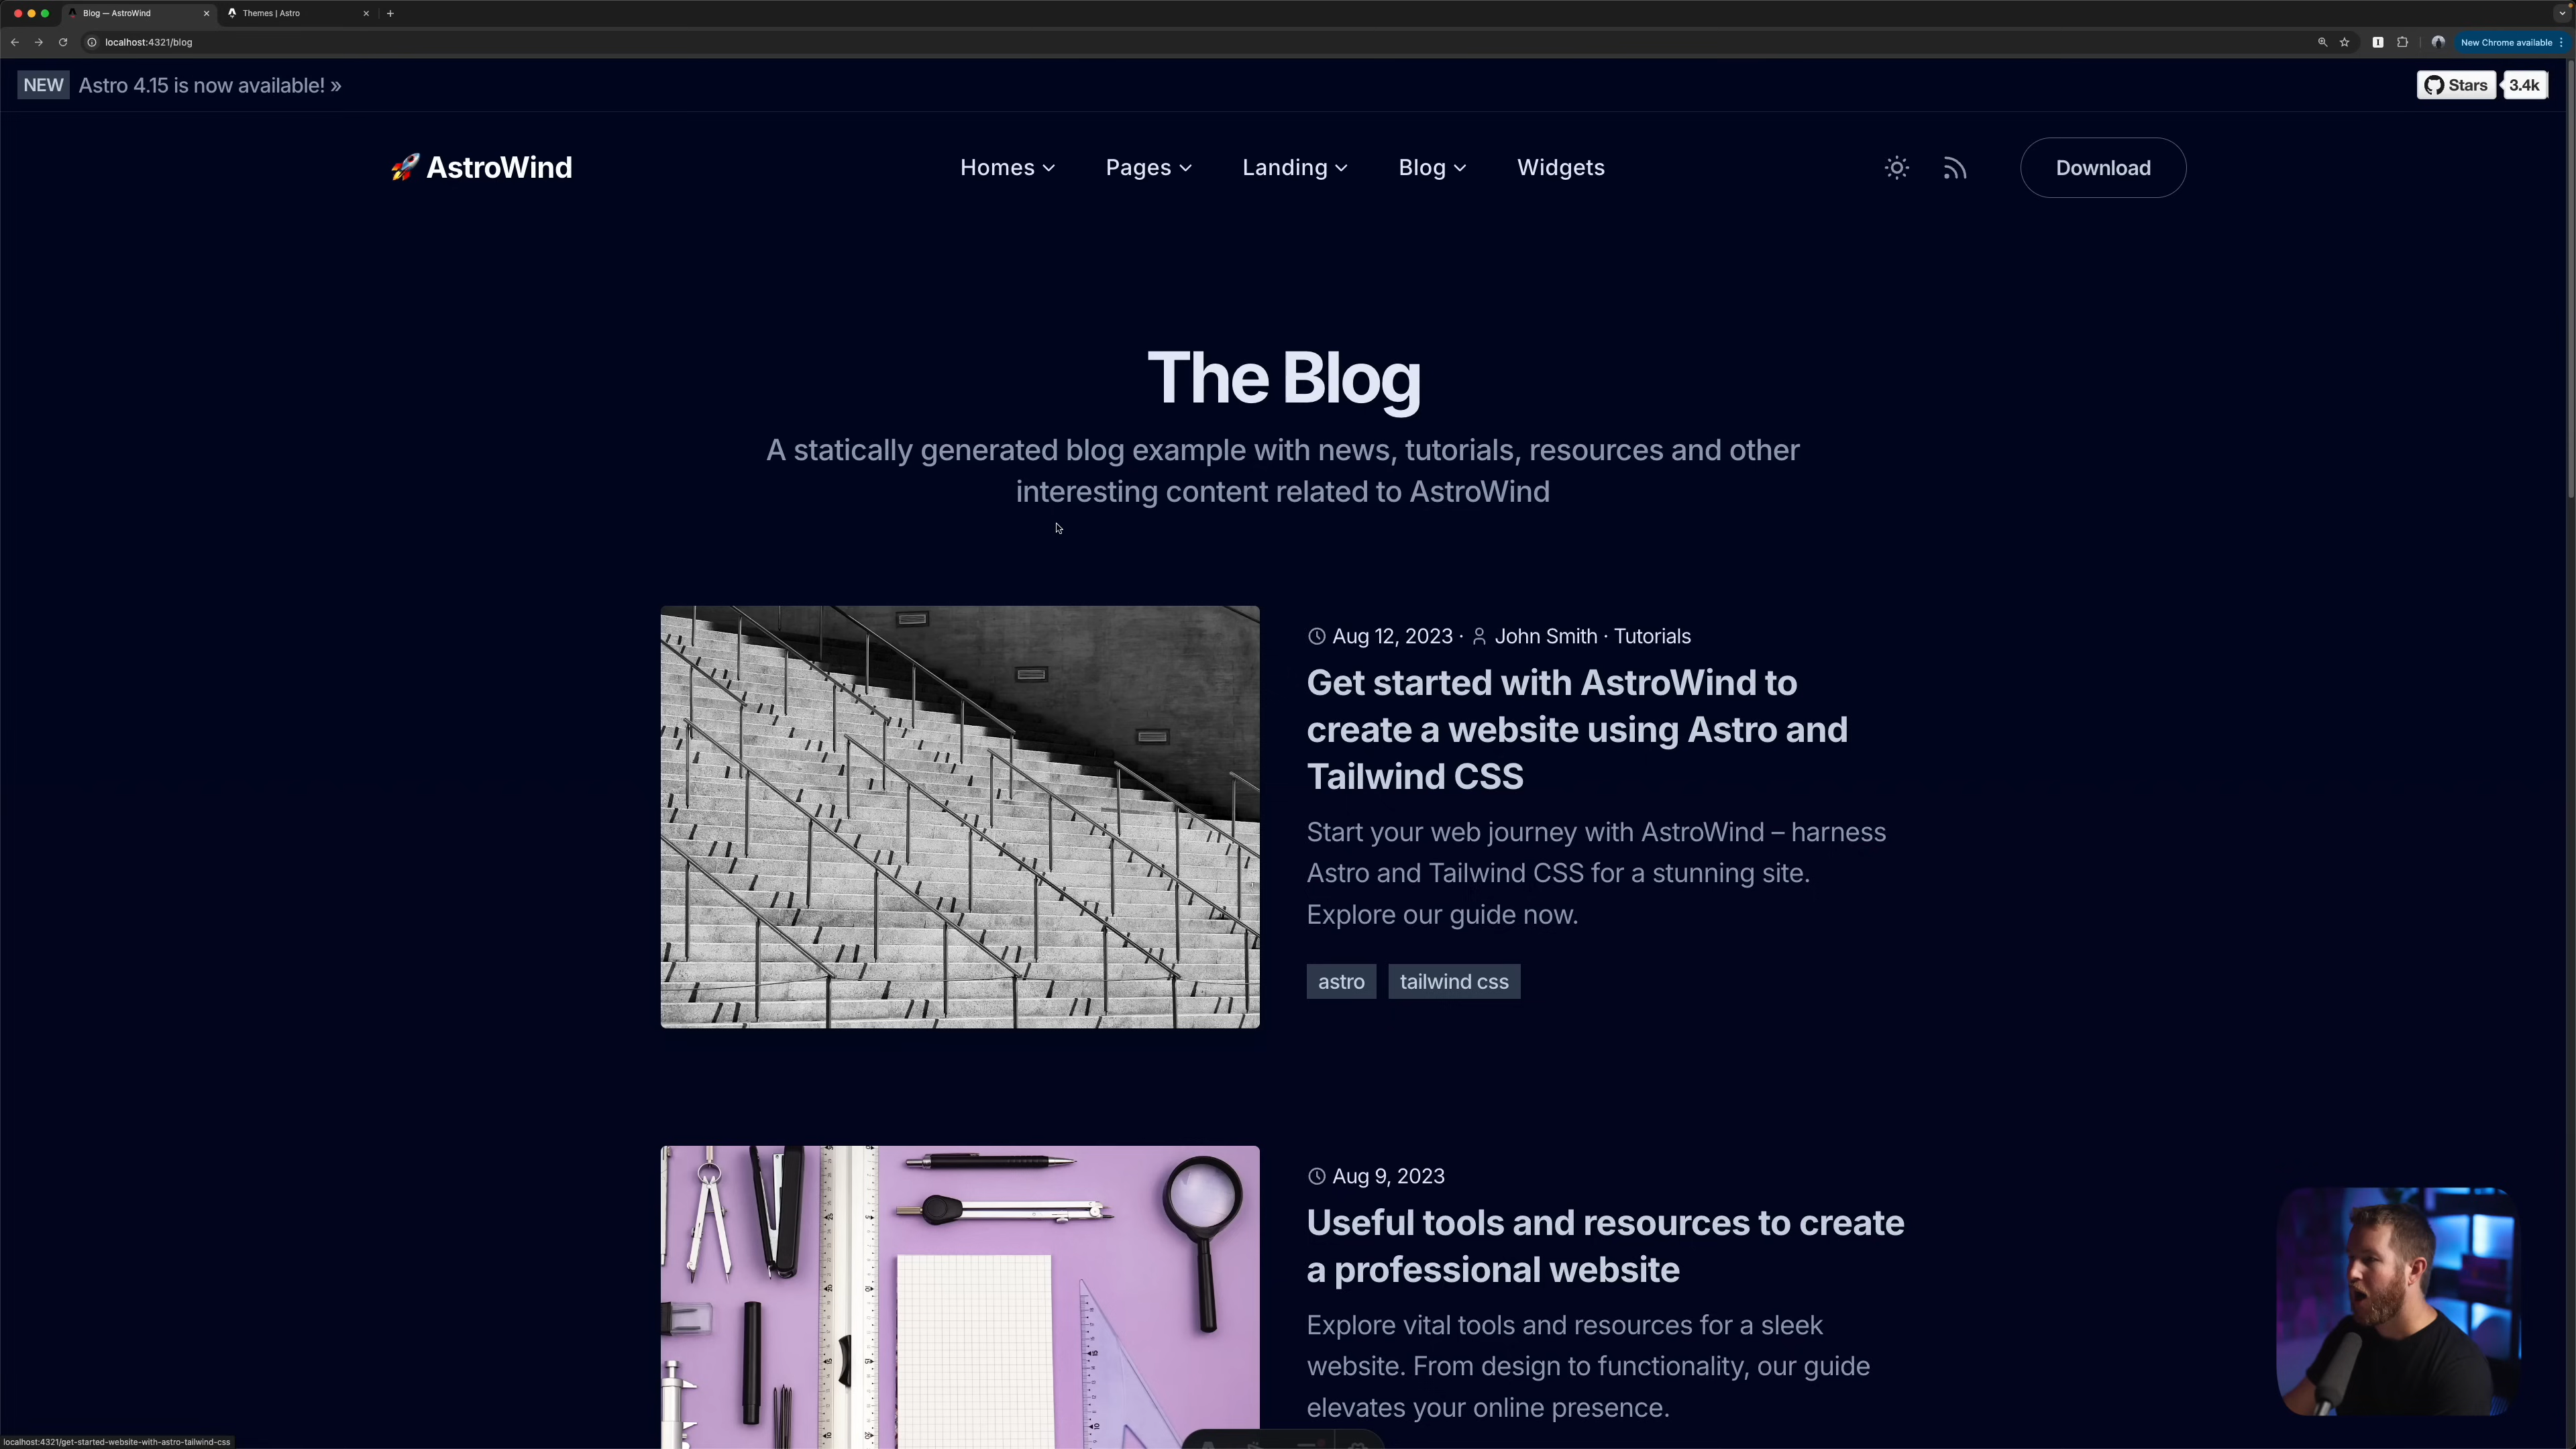 Blog — AstroWind
Themes | Astro
localhost:4321/blog
New Chrome available
NEW Astro 4.15 is now available! »
Stars 3.4k
🚀 AstroWind
Homes
Pages
Landing
Blog
Widgets
Download
The Blog
A statically generated blog example with news, tutorials, resources and other
interesting content related to AstroWind
Aug 12, 2023 · John Smith · Tutorials
Get started with AstroWind to
create a website using Astro and
Tailwind CSS
Start your web journey with AstroWind – harness
Astro and Tailwind CSS for a stunning site.
Explore our guide now.
astro
tailwind css
Aug 9, 2023
Useful tools and resources to create
a professional website
Explore vital tools and resources for a sleek
website. From design to functionality, our guide
elevates your online presence.
localhost:4321/get-started-website-with-astro-tailwind-css